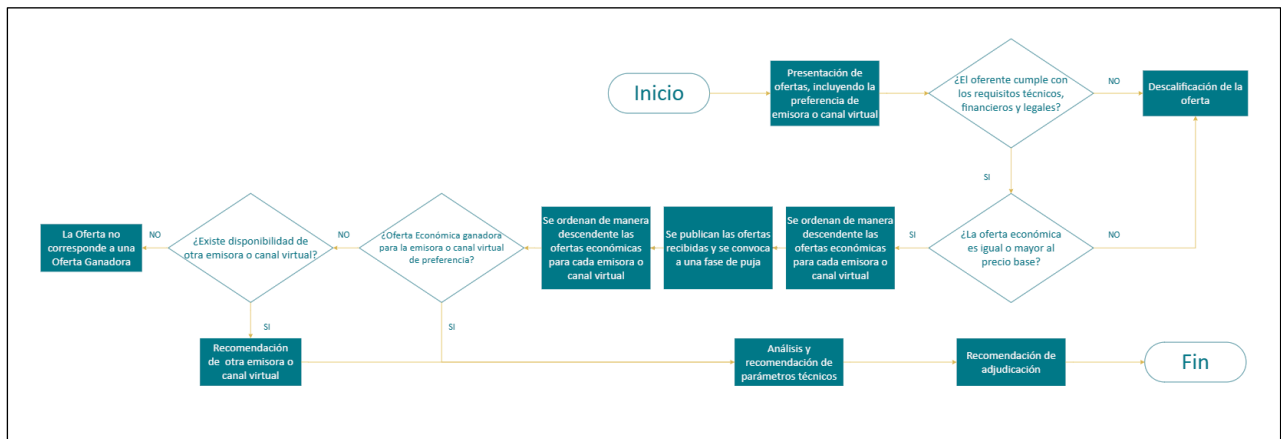 Inicio
Presentación de
ofertas, incluyendo la
preferencia de
emisora o canal virtual
¿El oferente cumple con
los requisitos técnicos,
financieros y legales?
NO
Descalificación de la
oferta
SI
La Oferta no
corresponde a una
Oferta Ganadora
NO
¿Existe disponibilidad de
otra emisora o canal virtual?
NO
¿Oferta Económica ganadora
para la emisora o canal virtual
de preferencia?
Se ordenan de manera
descendente las
ofertas económicas
para cada emisora o
canal virtual
Se publican las ofertas
recibidas y se convoca
a una fase de puja
Se ordenan de manera
descendente las
ofertas económicas
para cada emisora o
canal virtual
SI
¿La oferta económica
es igual o mayor al
precio base?
NO
SI
SI
Recomendación
de otra emisora o
canal virtual
Análisis y
recomendación de
parámetros técnicos
Recomendación de
adjudicación
Fin